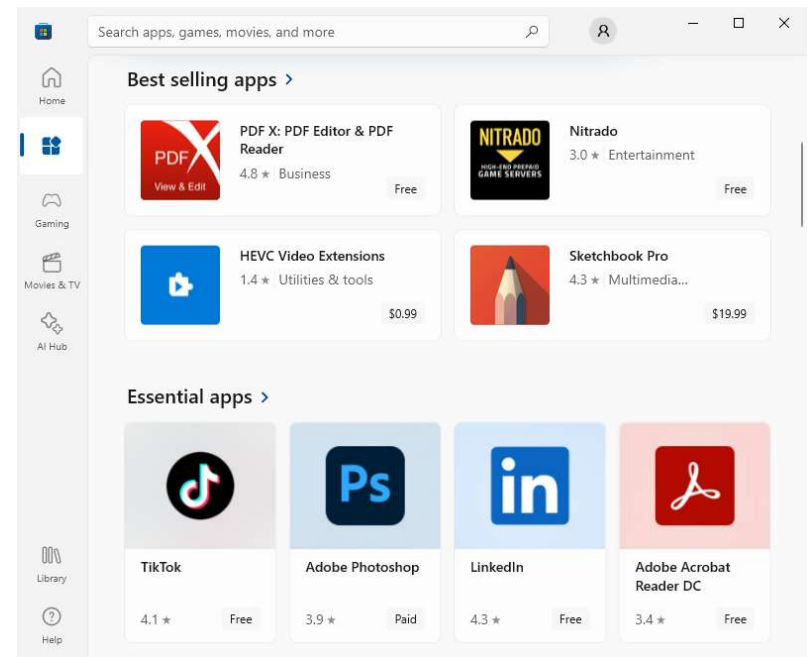 Search apps, games, movies, and more
Home
Gaming
Movies & TV
AI Hub
Library
Help
Best selling apps >
PDF
View & Edit
PDF X: PDF Editor & PDF
Reader
4.8 ★ Business
Free
NITRADO
HIGH-END PREPAID
GAME SERVERS
Nitrado
3.0 ★ Entertainment
Free
HEVC Video Extensions
1.4 ★ Utilities & tools
$0.99
Sketchbook Pro
4.3 ★ Multimedia...
$19.99
Essential apps >
TikTok
4.1 ★ Free
Ps
Adobe Photoshop
3.9 ★ Paid
in
LinkedIn
4.3 ★ Free
Adobe Acrobat
Reader DC
3.4 ★ Free